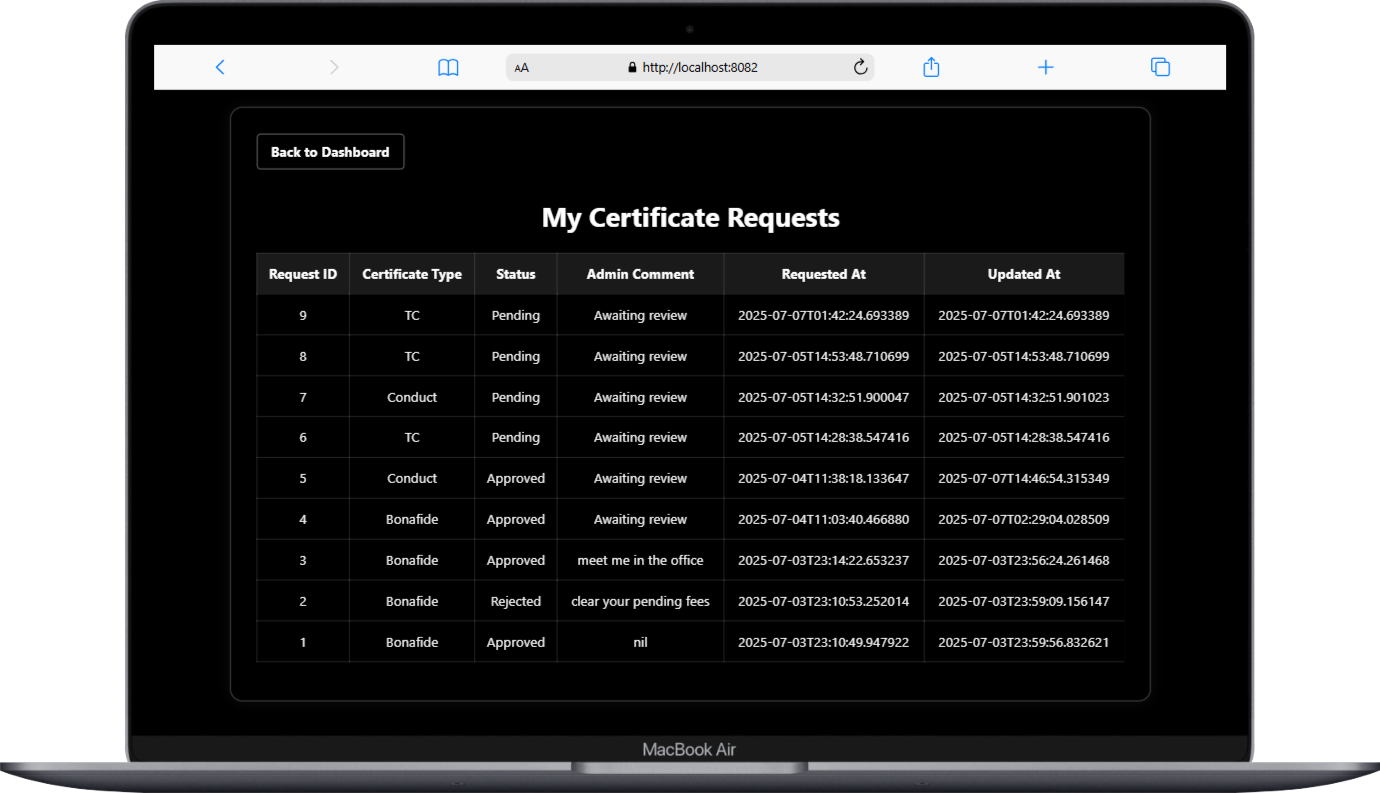 AA http://localhost:8082
Back to Dashboard
My Certificate Requests
Request ID Certificate Type Status Admin Comment Requested At Updated At
9 TC Pending Awaiting review 2025-07-07T01:42:24.693389 2025-07-07T01:42:24.693389
8 TC Pending Awaiting review 2025-07-05T14:53:48.710699 2025-07-05T14:53:48.710699
7 Conduct Pending Awaiting review 2025-07-05T14:32:51.900047 2025-07-05T14:32:51.901023
6 TC Pending Awaiting review 2025-07-05T14:28:38.547416 2025-07-05T14:28:38.547416
5 Conduct Approved Awaiting review 2025-07-04T11:38:18.133647 2025-07-07T14:46:54.315349
4 Bonafide Approved Awaiting review 2025-07-04T11:03:40.466880 2025-07-07T02:29:04.028509
3 Bonafide Approved meet me in the office 2025-07-03T23:14:22.653237 2025-07-03T23:56:24.261468
2 Bonafide Rejected clear your pending fees 2025-07-03T23:10:53.252014 2025-07-03T23:59:09.156147
1 Bonafide Approved nil 2025-07-03T23:10:49.947922 2025-07-03T23:59:56.832621
MacBook Air